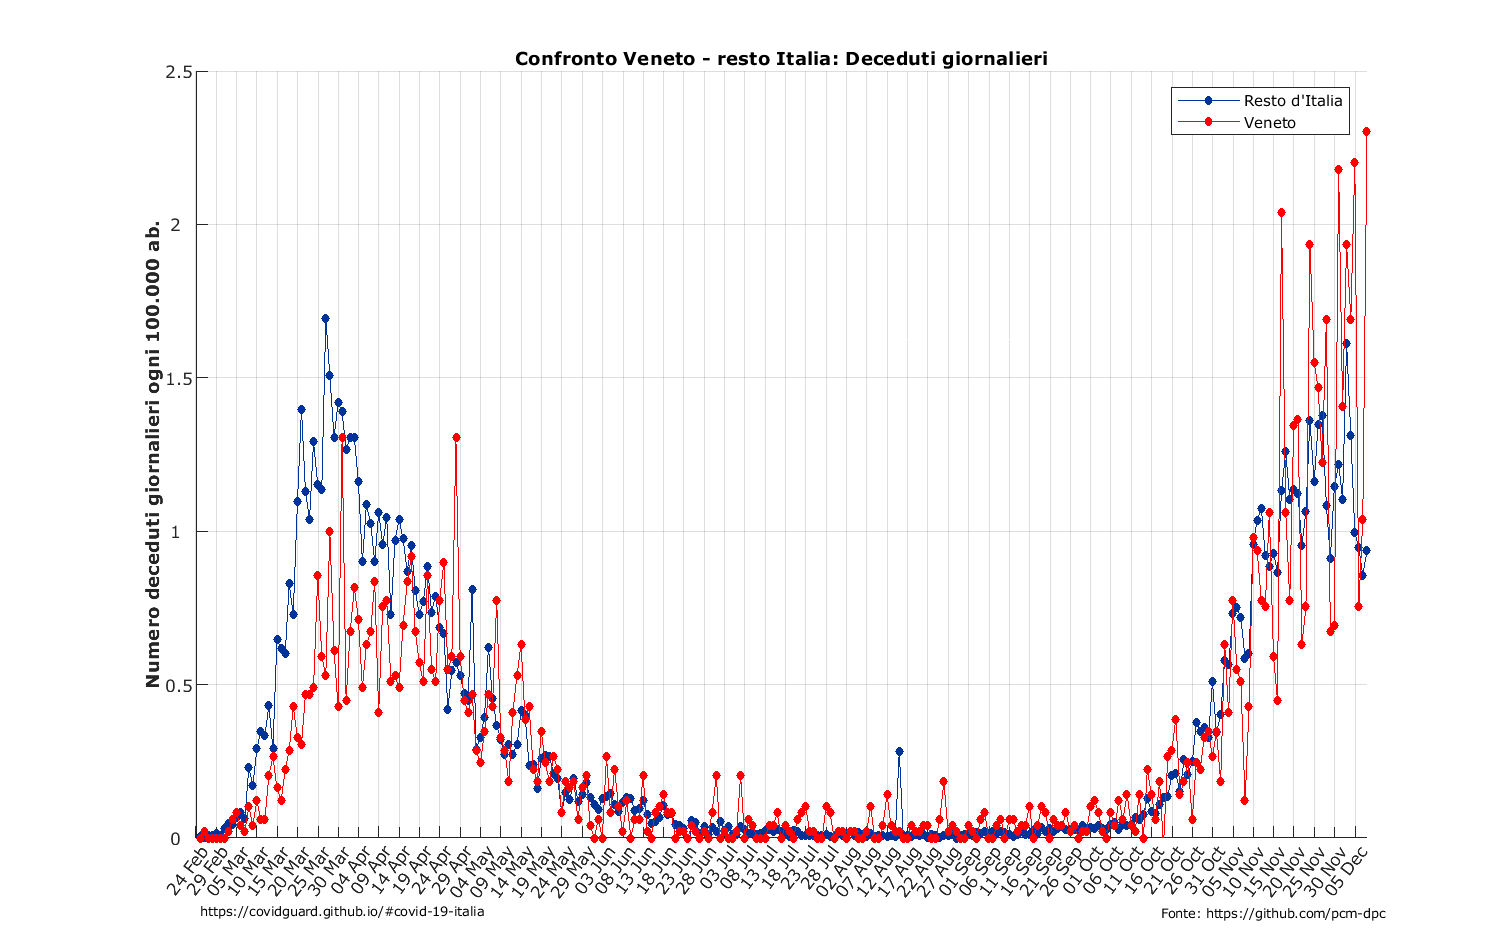 Confronto Veneto - resto Italia: Deceduti giornalieri
2.5
2
1.5
1
0.5
0
Numero deceduti giornalieri ogni 100.000 ab.
Resto d'Italia
Veneto
24 Feb
29 Feb
05 Mar
10 Mar
15 Mar
20 Mar
25 Mar
30 Mar
04 Apr
09 Apr
14 Apr
19 Apr
24 Apr
29 Apr
04 May
09 May
14 May
19 May
24 May
29 May
03 Jun
08 Jun
13 Jun
18 Jun
23 Jun
28 Jun
03 Jul
08 Jul
13 Jul
18 Jul
23 Jul
28 Jul
02 Aug
07 Aug
12 Aug
17 Aug
22 Aug
27 Aug
01 Sep
06 Sep
11 Sep
16 Sep
21 Sep
26 Sep
01 Oct
06 Oct
11 Oct
16 Oct
21 Oct
26 Oct
31 Oct
05 Nov
10 Nov
15 Nov
20 Nov
25 Nov
30 Nov
05 Dec
https://covidguard.github.io/#covid-19-italia
Fonte: https://github.com/pcm-dpc